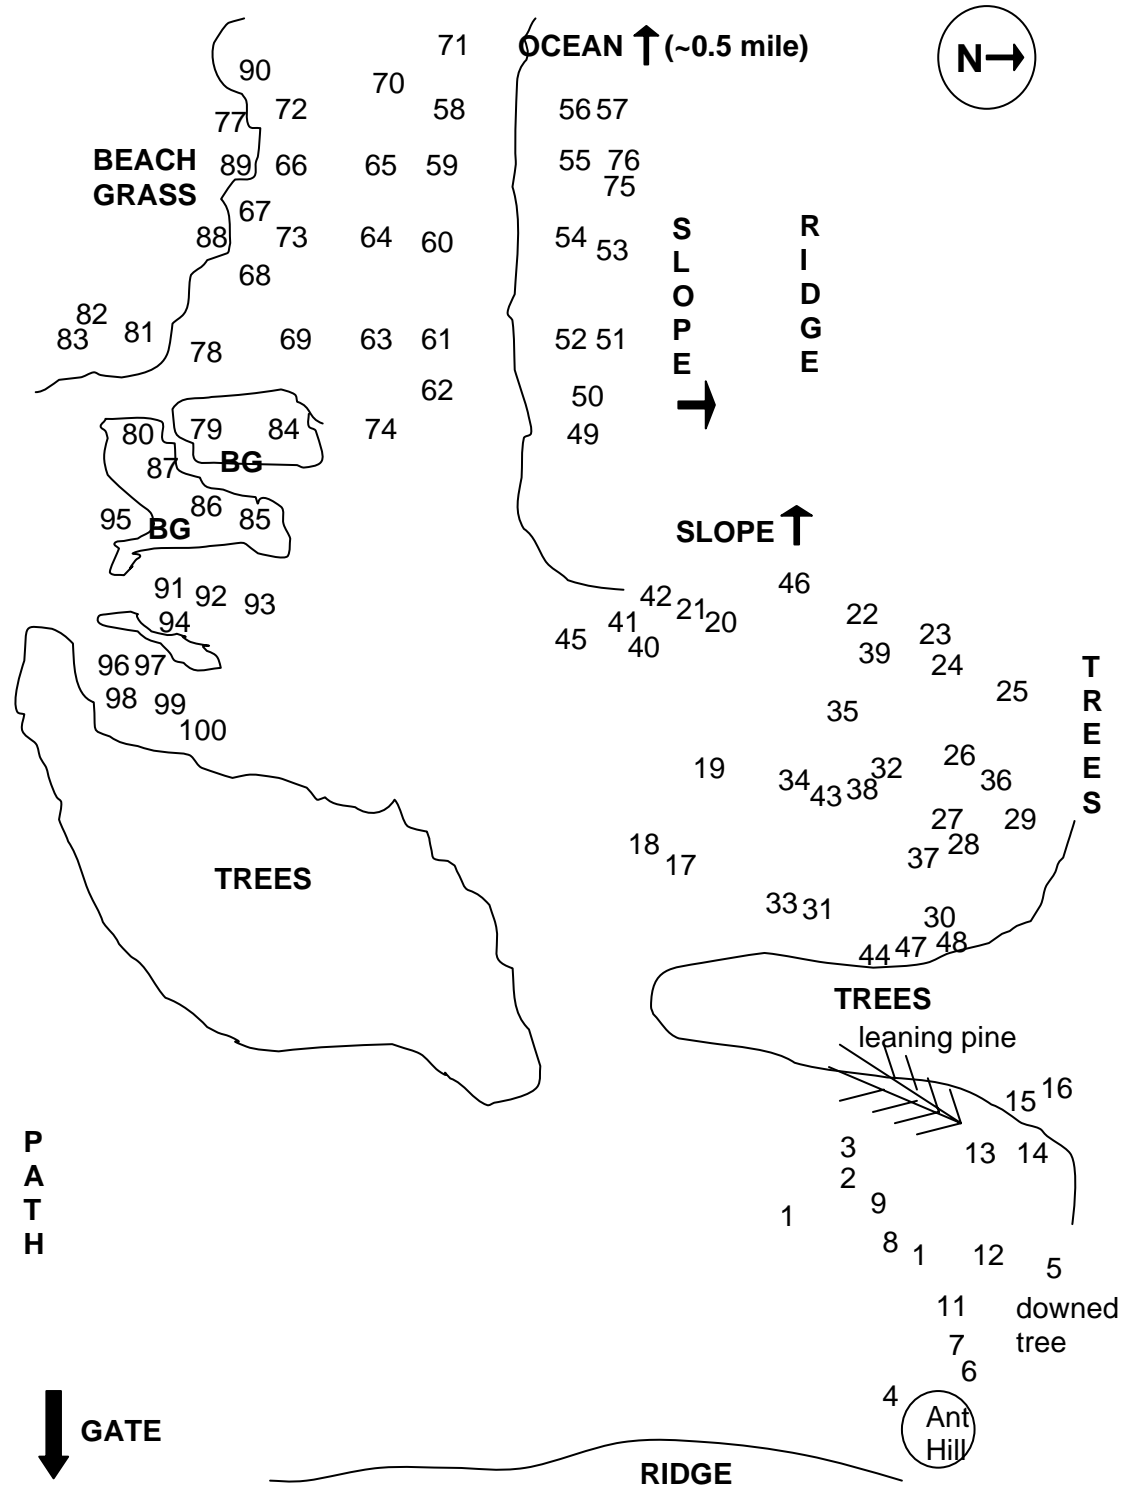 71 OCEAN (~0.5 mile)
N
90 70
72 58 56 57
77
BEACH
GRASS
89 66 65 59 55 76
75
67
88 73 64 60 54 53
68
S
L
O
P
E
R
I
D
G
E
82
83 81 78 69 63 61 52 51
62 50
80 79 84 74 49
BG
87
86
95 BG 85
SLOPE
46
91 92 93 42 21 20 22
94 45 41 40 39 23
24
96 97
98 99 25
100 35
T
R
E
E
S
19 34 43 38 32 26 36
27 29
18 17 37 28
TREES
33 31 30
44 47 48
TREES
leaning pine
15 16
P
A
T
H
3 13 14
2
9
1
8 1 12 5
11 downed
tree
7
6
4
Ant
Hill
GATE
RIDGE